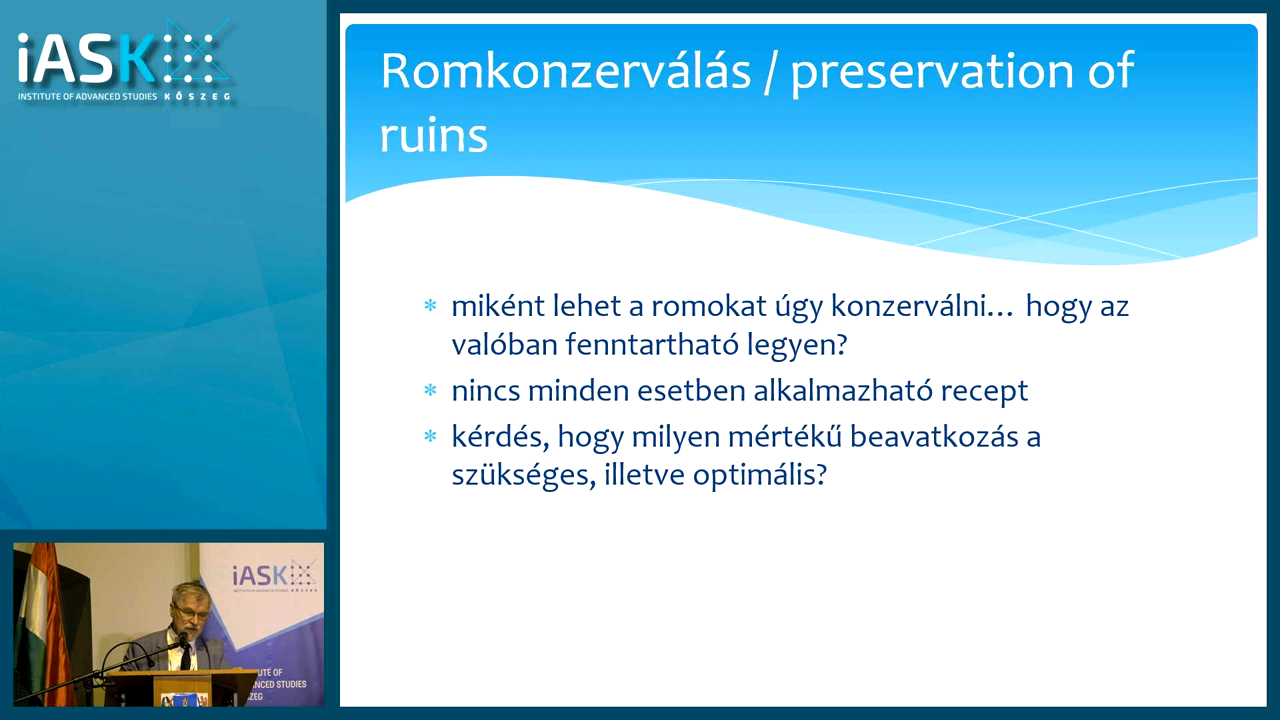 iASK
INSTITUTE OF ADVANCED STUDIES KŐSZEG
Romkonzerválás / preservation of
ruins
miként lehet a romokat úgy konzerválni… hogy az
valóban fenntartható legyen?
nincs minden esetben alkalmazható recept
kérdés, hogy milyen mértékű beavatkozás a
szükséges, illetve optimális?
iASK
INSTITUTE OF ADVANCED STUDIES KŐSZEG
OF
STUDIES